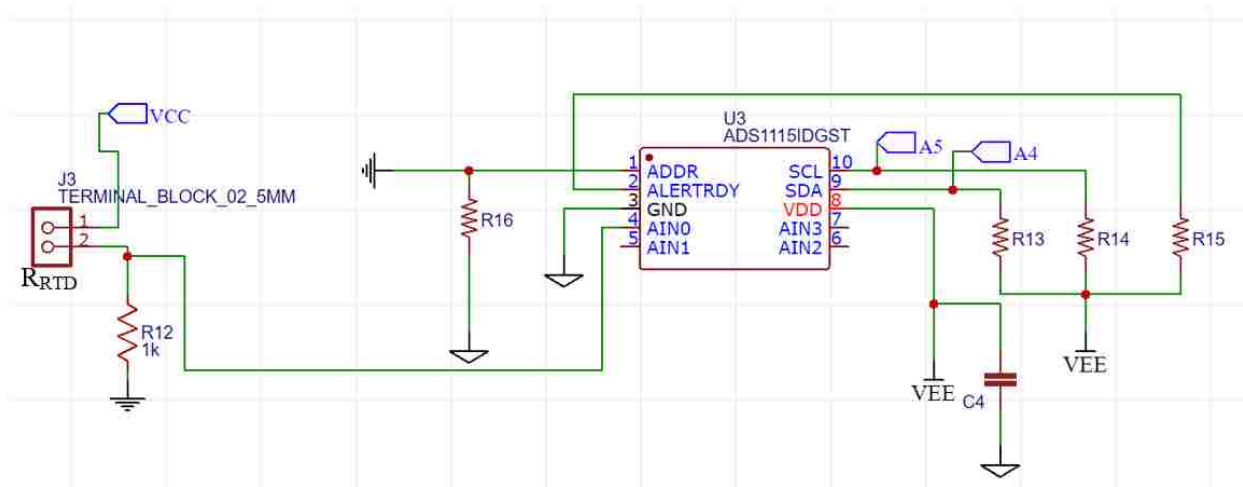 VCC
J3
TERMINAL_BLOCK_02_5MM
1
2
RRTD
R12
1k
R16
U3
ADS1115IDGST
1 ADDR
2 ALERTRDY
3 GND
4 AIN0
5 AIN1
SCL 10
SDA 9
VDD 8
AIN3 7
AIN2 6
A5
A4
R13
R14
R15
VEE
VEE
C4